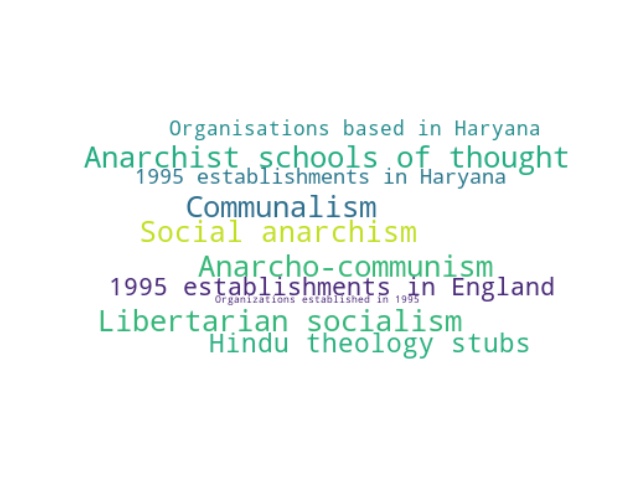 Organisations based in Haryana
Anarchist schools of thought
1995 establishments in Haryana
Communalism
Social anarchism
Anarcho-communism
1995 establishments in England
Organizations established in 1995
Libertarian socialism
Hindu theology stubs